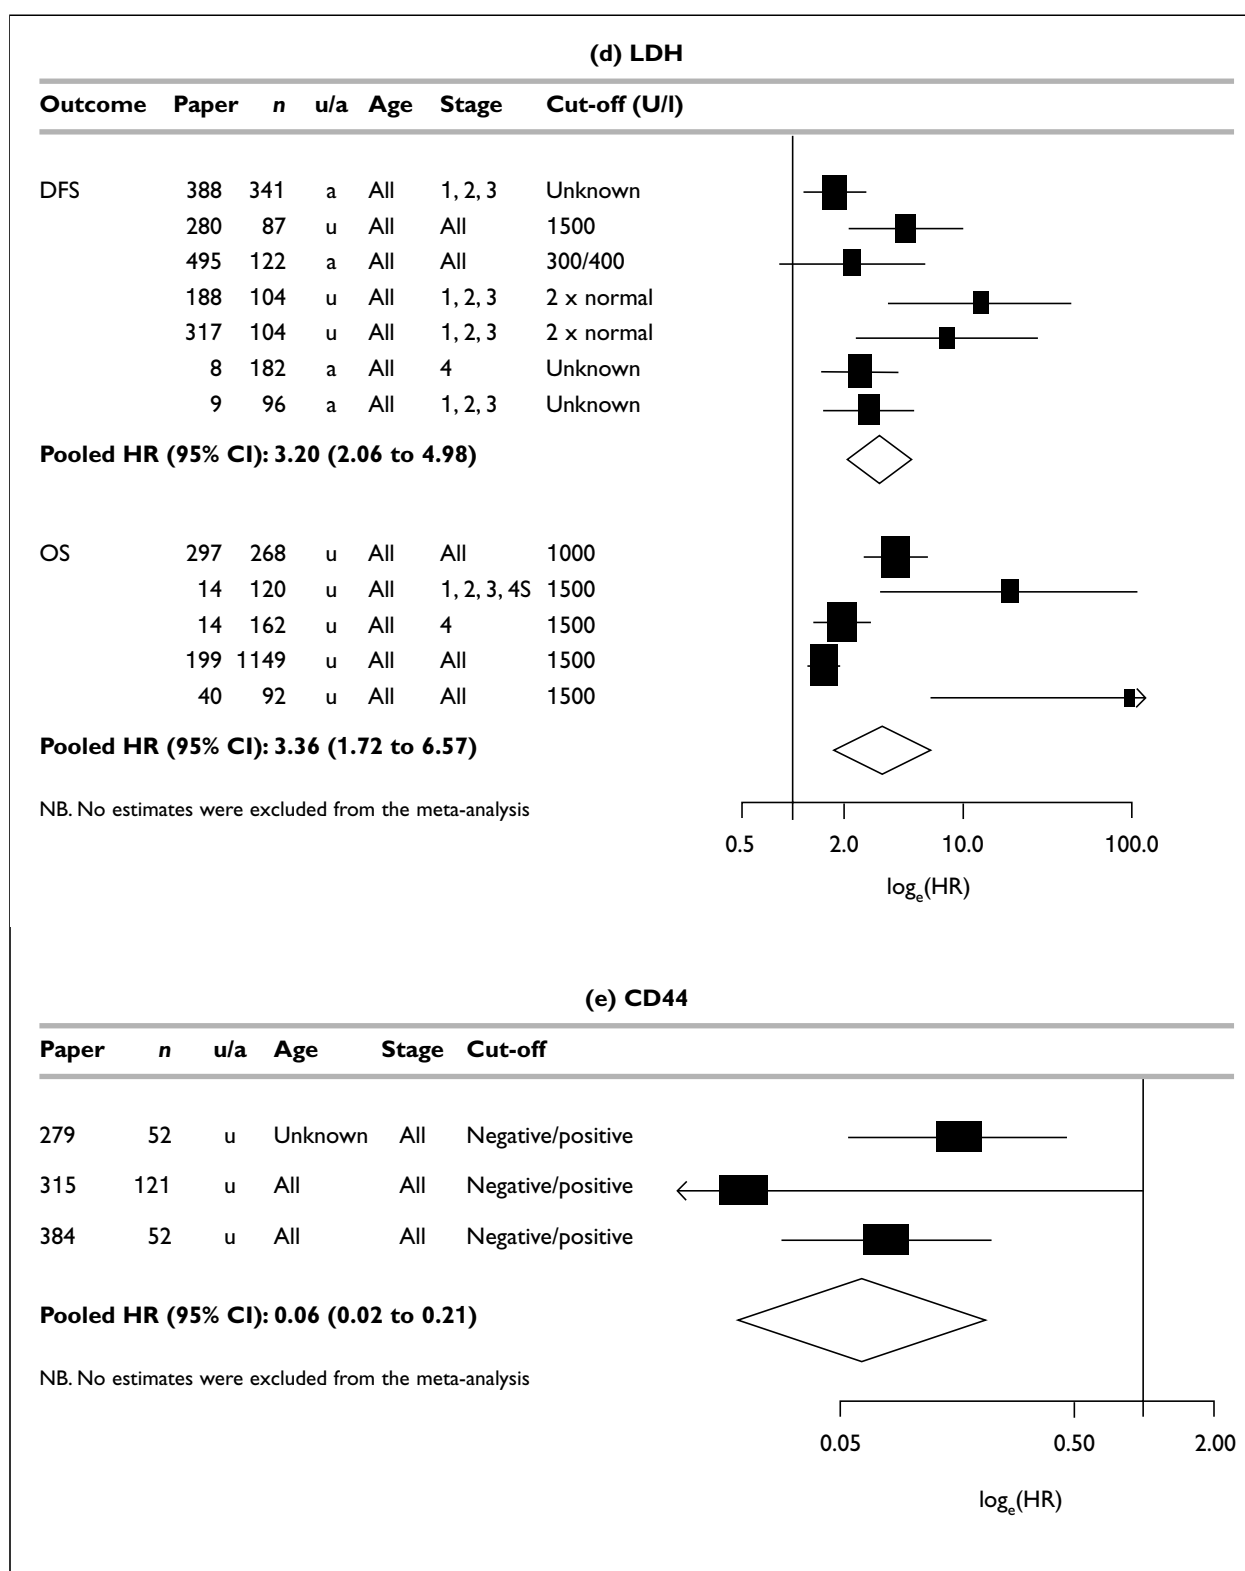 (d) LDH
Outcome Paper n u/a Age Stage Cut-off (U/l)
DFS 388 341 a All 1, 2, 3 Unknown
280 87 u All All 1500
495 122 a All All 300/400
188 104 u All 1, 2, 3 2 x normal
317 104 u All 1, 2, 3 2 x normal
8 182 a All 4 Unknown
9 96 a All 1, 2, 3 Unknown
Pooled HR (95% CI): 3.20 (2.06 to 4.98)
OS 297 268 u All All 1000
14 120 u All 1, 2, 3, 4S 1500
14 162 u All 4 1500
199 1149 u All All 1500
40 92 u All All 1500
Pooled HR (95% CI): 3.36 (1.72 to 6.57)
NB. No estimates were excluded from the meta-analysis
0.5 2.0 10.0 100.0
logₑ(HR)
(e) CD44
Paper n u/a Age Stage Cut-off
279 52 u Unknown All Negative/positive
315 121 u All All Negative/positive
384 52 u All All Negative/positive
Pooled HR (95% CI): 0.06 (0.02 to 0.21)
NB. No estimates were excluded from the meta-analysis
0.05 0.50 2.00
logₑ(HR)